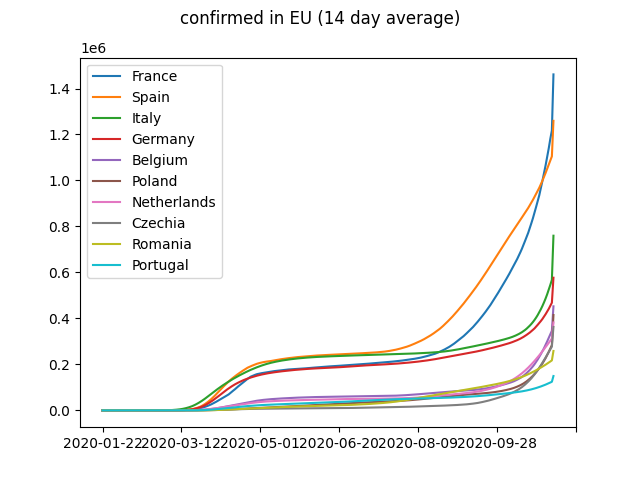 confirmed in EU (14 day average)
1e6
1.4
1.2
1.0
0.8
0.6
0.4
0.2
0.0
France
Spain
Italy
Germany
Belgium
Poland
Netherlands
Czechia
Romania
Portugal
2020-01-22 2020-03-12 2020-05-01 2020-06-20 2020-08-09 2020-09-28